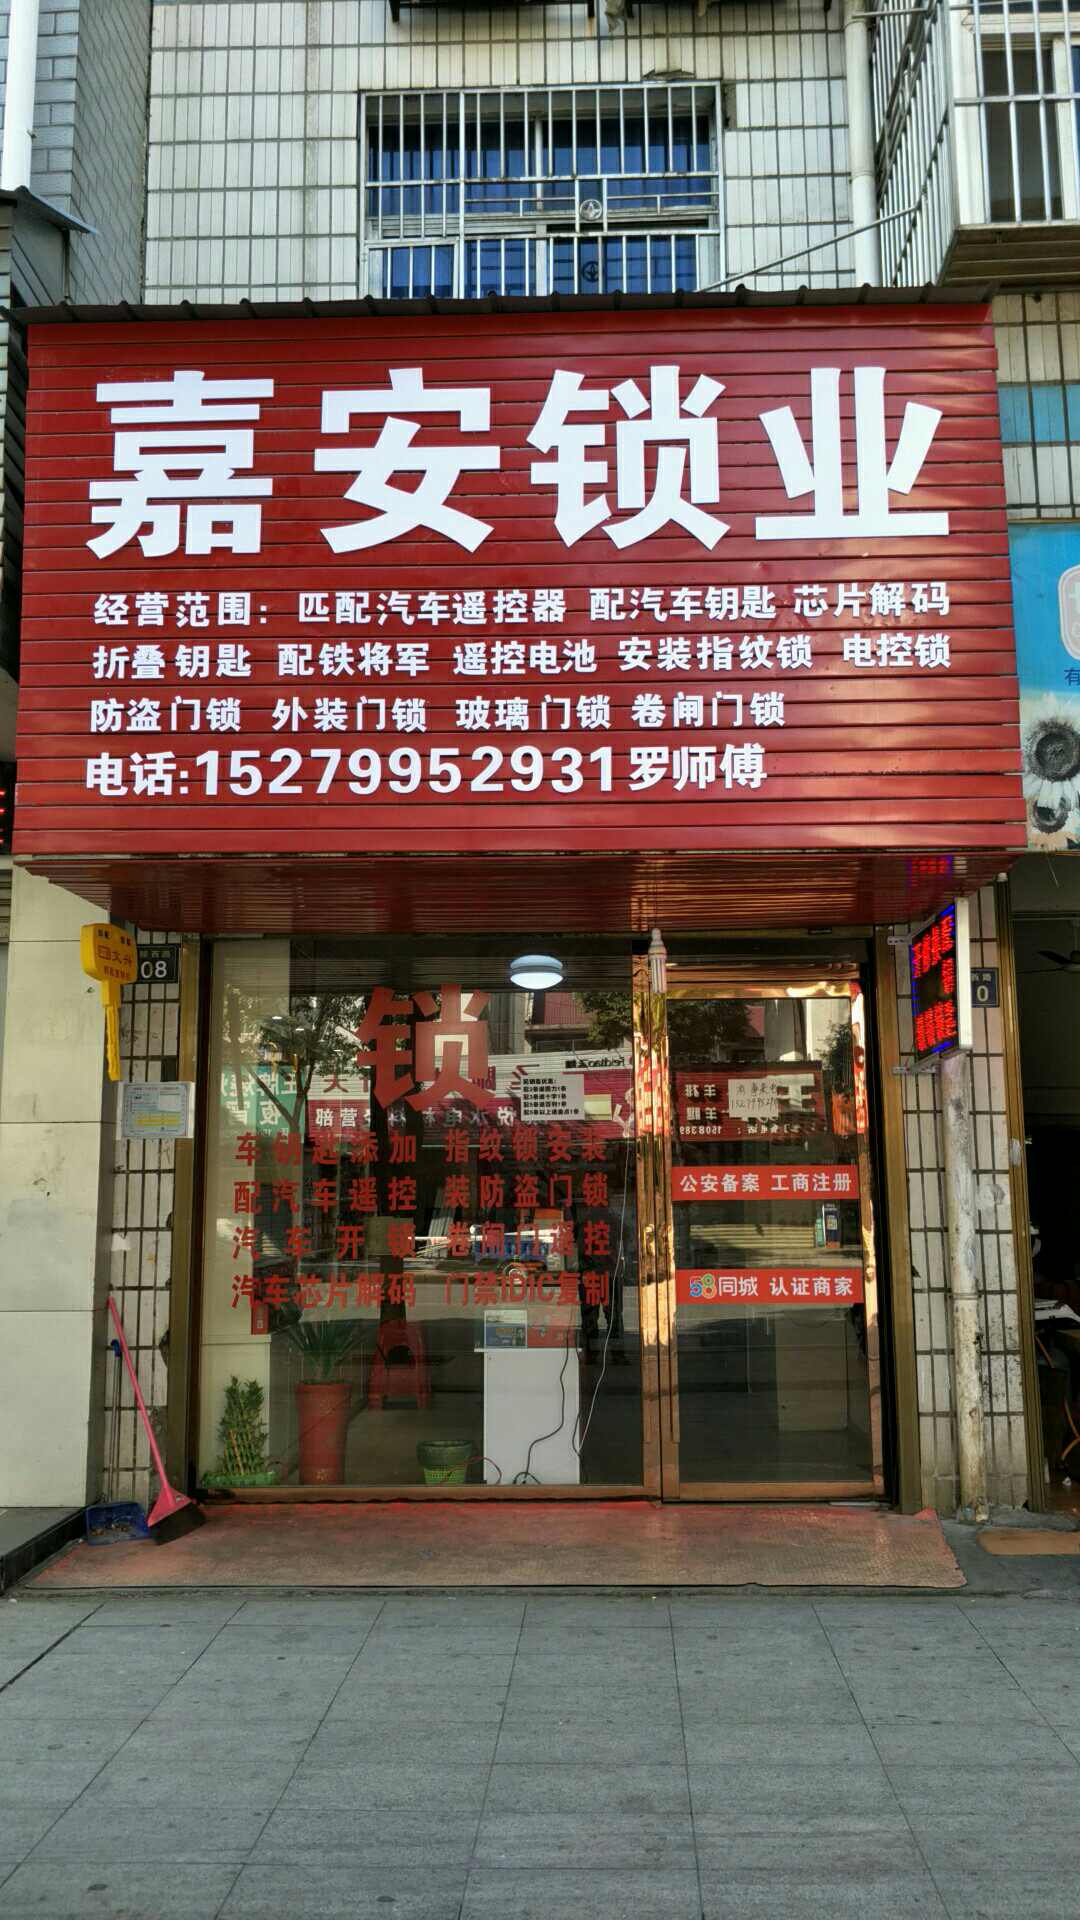 嘉安锁业
经营范围：匹配汽车遥控器 配汽车钥匙 芯片解码
折叠钥匙 配铁将军 遥控电池 安装指纹锁 电控锁
防盗门锁 外装门锁 玻璃门锁 卷闸门锁
电话:15279952931罗师傅
08
0
锁
车钥匙添加 指纹锁安装
配汽车遥控 装防盗门锁
汽车开锁 卷闸门遥控
汽车芯片解码 门禁IDIC复制
公安备案 工商注册
58同城 认证商家